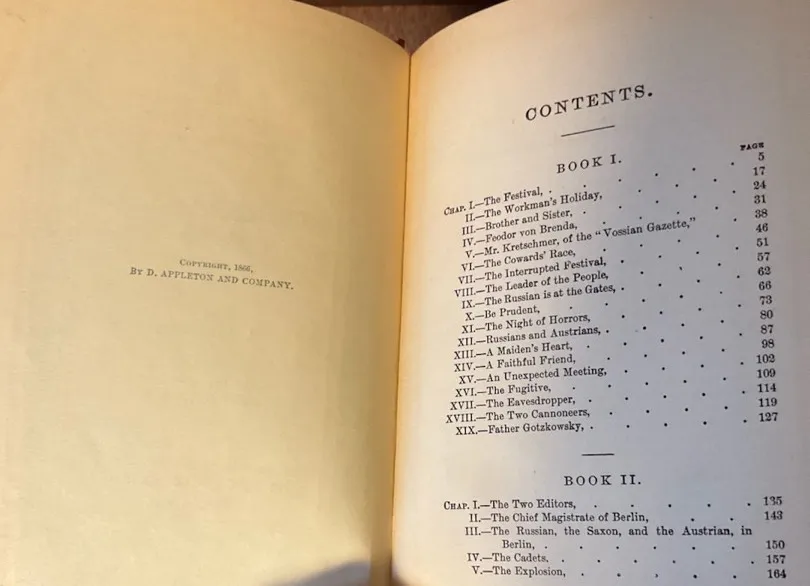 COPYRIGHT, 1866,
BY D. APPLETON AND COMPANY.
CONTENTS.
BOOK I.
PAGE
CHAP. I.—The Festival, . . . . . . 5
II.—The Workman's Holiday, . . . . . 17
III.—Brother and Sister, . . . . . 24
IV.—Feodor von Brenda, . . . . . 31
V.—Mr. Kretschmer, of the "Vossian Gazette," . . 38
VI.—The Cowards' Race, . . . . . 46
VII.—The Interrupted Festival, . . . . 51
VIII.—The Leader of the People, . . . . 57
IX.—The Russian is at the Gates, . . . . 62
X.—Be Prudent, . . . . . 66
XI.—The Night of Horrors, . . . . . 73
XII.—Russians and Austrians, . . . . . 80
XIII.—A Maiden's Heart, . . . . . 87
XIV.—A Faithful Friend, . . . . . 98
XV.—An Unexpected Meeting, . . . . 102
XVI.—The Fugitive, . . . . . 109
XVII.—The Eavesdropper, . . . . . 114
XVIII.—The Two Cannoneers, . . . . 119
XIX.—Father Gotzkowsky, . . . . . 127
BOOK II.
CHAP. I.—The Two Editors, . . . . . 135
II.—The Chief Magistrate of Berlin, . . . 143
III.—The Russian, the Saxon, and the Austrian, in
Berlin, . . . . . . 150
IV.—The Cadets, . . . . . 157
V.—The Explosion, . . . . . 164